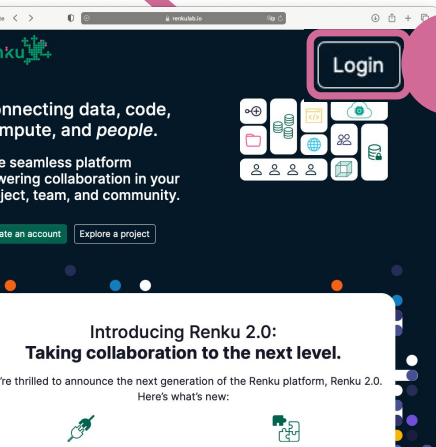 renkulab.io
nku
Login
nnecting data, code,
mpute, and people.
e seamless platform
wering collaboration in your
ject, team, and community.
ate an account Explore a project
</>
Introducing Renku 2.0:
Taking collaboration to the next level.
're thrilled to announce the next generation of the Renku platform, Renku 2.0.
Here's what's new: